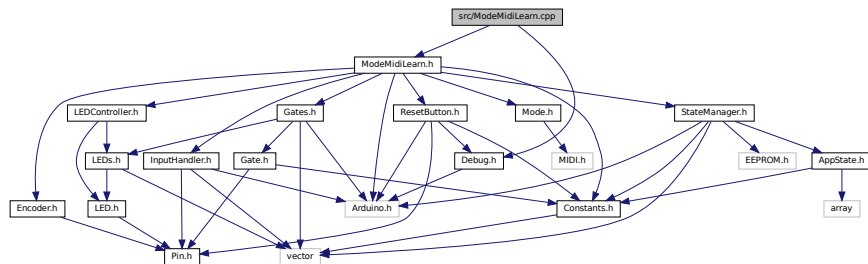 src/ModeMidiLearn.cpp
ModeMidiLearn.h
LEDController.h
Gates.h
ResetButton.h
Mode.h
StateManager.h
LEDs.h
InputHandler.h
Gate.h
Debug.h
MIDI.h
EEPROM.h
AppState.h
Encoder.h
LED.h
Arduino.h
Constants.h
array
Pin.h
vector